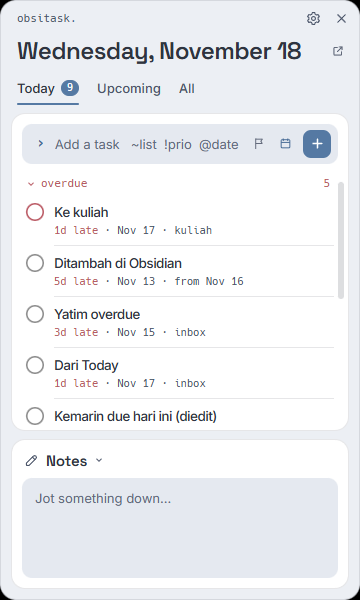 obsitask.
Wednesday, November 18
Today 9 Upcoming All
Add a task ~list !prio @date
overdue 5
Ke kuliah
1d late · Nov 17 · kuliah
Ditambah di Obsidian
5d late · Nov 13 · from Nov 16
Yatim overdue
3d late · Nov 15 · inbox
Dari Today
1d late · Nov 17 · inbox
Kemarin due hari ini (diedit)
Notes
Jot something down...